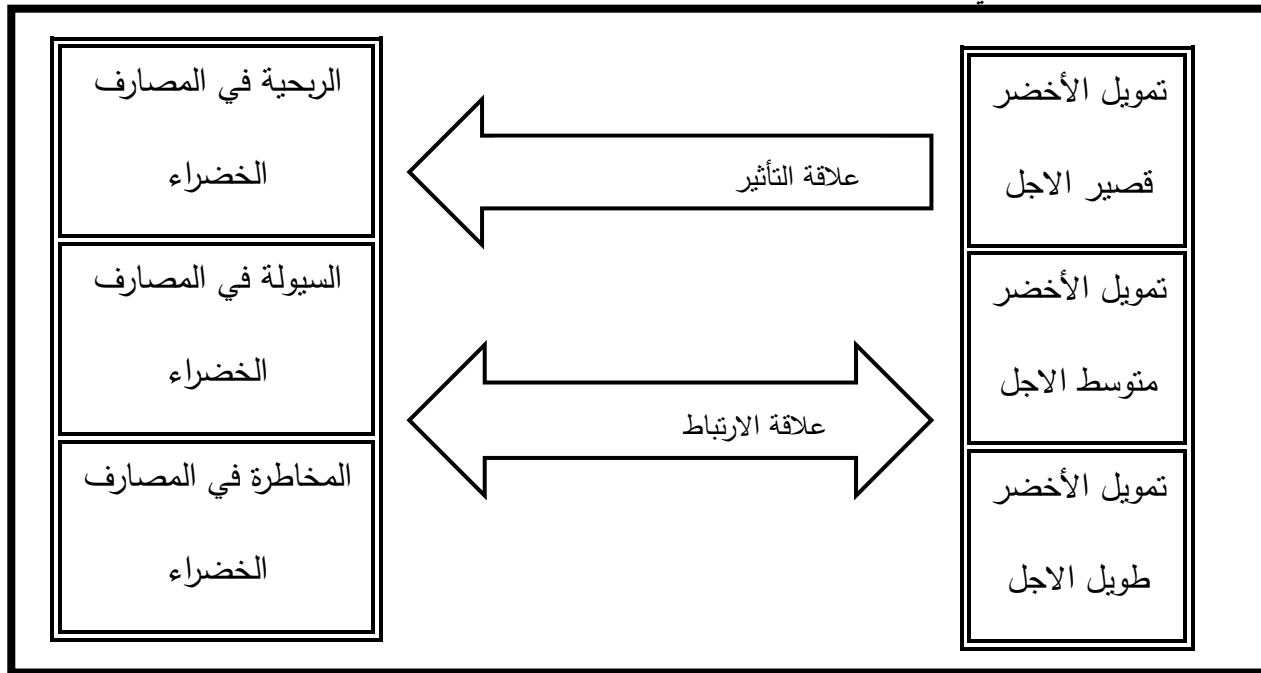 تمويل الأخضر
قصير الاجل
تمويل الأخضر
متوسط الاجل
تمويل الأخضر
طويل الاجل
علاقة التأثير
علاقة الارتباط
الربحية في المصارف
الخضراء
السيولة في المصارف
الخضراء
المخاطرة في المصارف
الخضراء